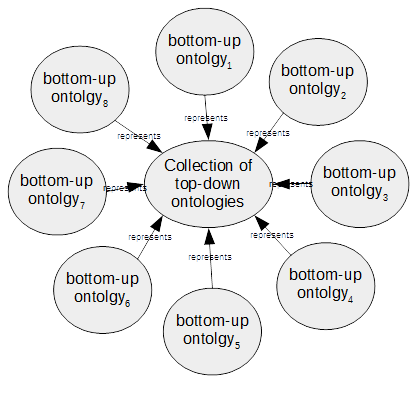 bottom-up
ontolgy1
bottom-up
ontolgy2
bottom-up
ontolgy8
represents
represents
represents
Collection of
top-down
ontologies
bottom-up
ontolgy3
represents
bottom-up
ontolgy7
represents
represents
represents
represents
bottom-up
ontolgy4
bottom-up
ontolgy6
bottom-up
ontolgy5